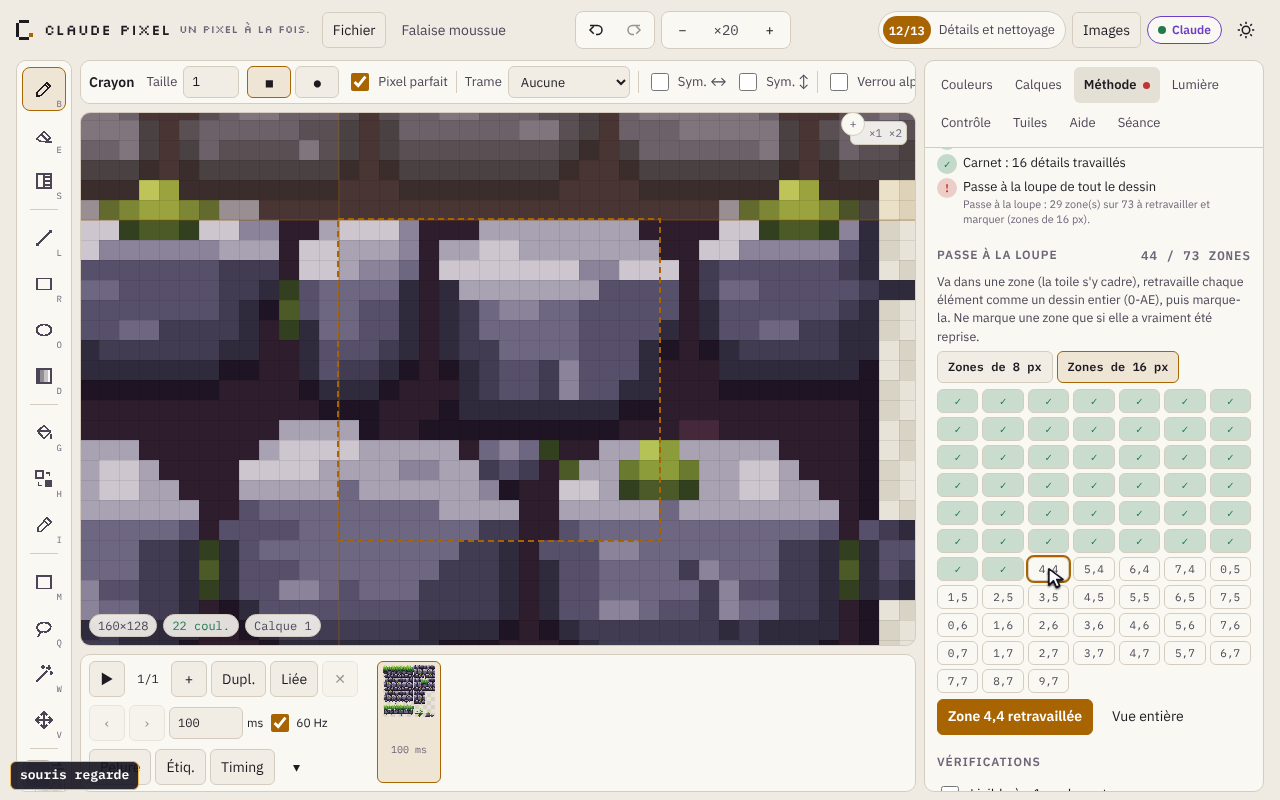 CLAUDE PIXEL UN PIXEL À LA FOIS. Fichier Falaise moussue − ×20 + 12/13 Détails et nettoyage Images Claude
Crayon Taille 1 Pixel parfait Trame Aucune Sym. ↔ Sym. ↕ Verrou alp
Couleurs Calques Méthode Lumière
Contrôle Tuiles Aide Séance
+ ×1 ×2
B
E
S
L
R
O
D
G
H
I
M
Q
W
V
✓ Carnet : 16 détails travaillés
! Passe à la loupe de tout le dessin
Passe à la loupe : 29 zone(s) sur 73 à retravailler et
marquer (zones de 16 px).
PASSE À LA LOUPE 44 / 73 ZONES
Va dans une zone (la toile s'y cadre), retravaille chaque
élément comme un dessin entier (0-AE), puis marque-
la. Ne marque une zone que si elle a vraiment été
reprise.
Zones de 8 px Zones de 16 px
✓ ✓ ✓ ✓ ✓ ✓ ✓
✓ ✓ ✓ ✓ ✓ ✓ ✓
✓ ✓ ✓ ✓ ✓ ✓ ✓
✓ ✓ ✓ ✓ ✓ ✓ ✓
✓ ✓ ✓ ✓ ✓ ✓ ✓
✓ ✓ ✓ ✓ ✓ ✓ ✓
✓ ✓ 4,4 5,4 6,4 7,4 0,5
1,5 2,5 3,5 4,5 5,5 6,5 7,5
0,6 1,6 2,6 3,6 4,6 5,6 7,6
0,7 1,7 2,7 3,7 4,7 5,7 6,7
7,7 8,7 9,7
Zone 4,4 retravaillée Vue entière
VÉRIFICATIONS
160×128 22 coul. Calque 1
1/1 + Dupl. Liée ✕
‹ › 100 ms 60 Hz
Étiq. Timing ▼
100 ms
souris regarde